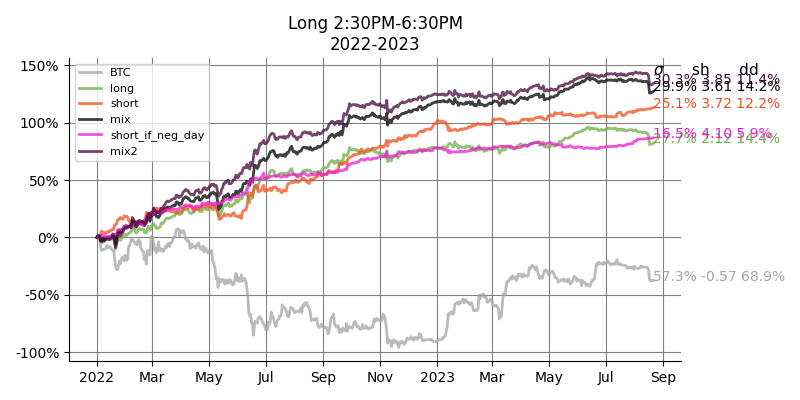 Long 2:30PM-6:30PM
2022-2023
σ sh dd
150%
100%
50%
0%
-50%
-100%
BTC
long
short
mix
short_if_neg_day
mix2
30.3% 3.85 11.4%
29.9% 3.61 14.2%
25.1% 3.72 12.2%
16.5% 4.10 5.9%
14.4%
-57.3% -0.57 68.9%
2022 Mar May Jul Sep Nov 2023 Mar May Jul Sep